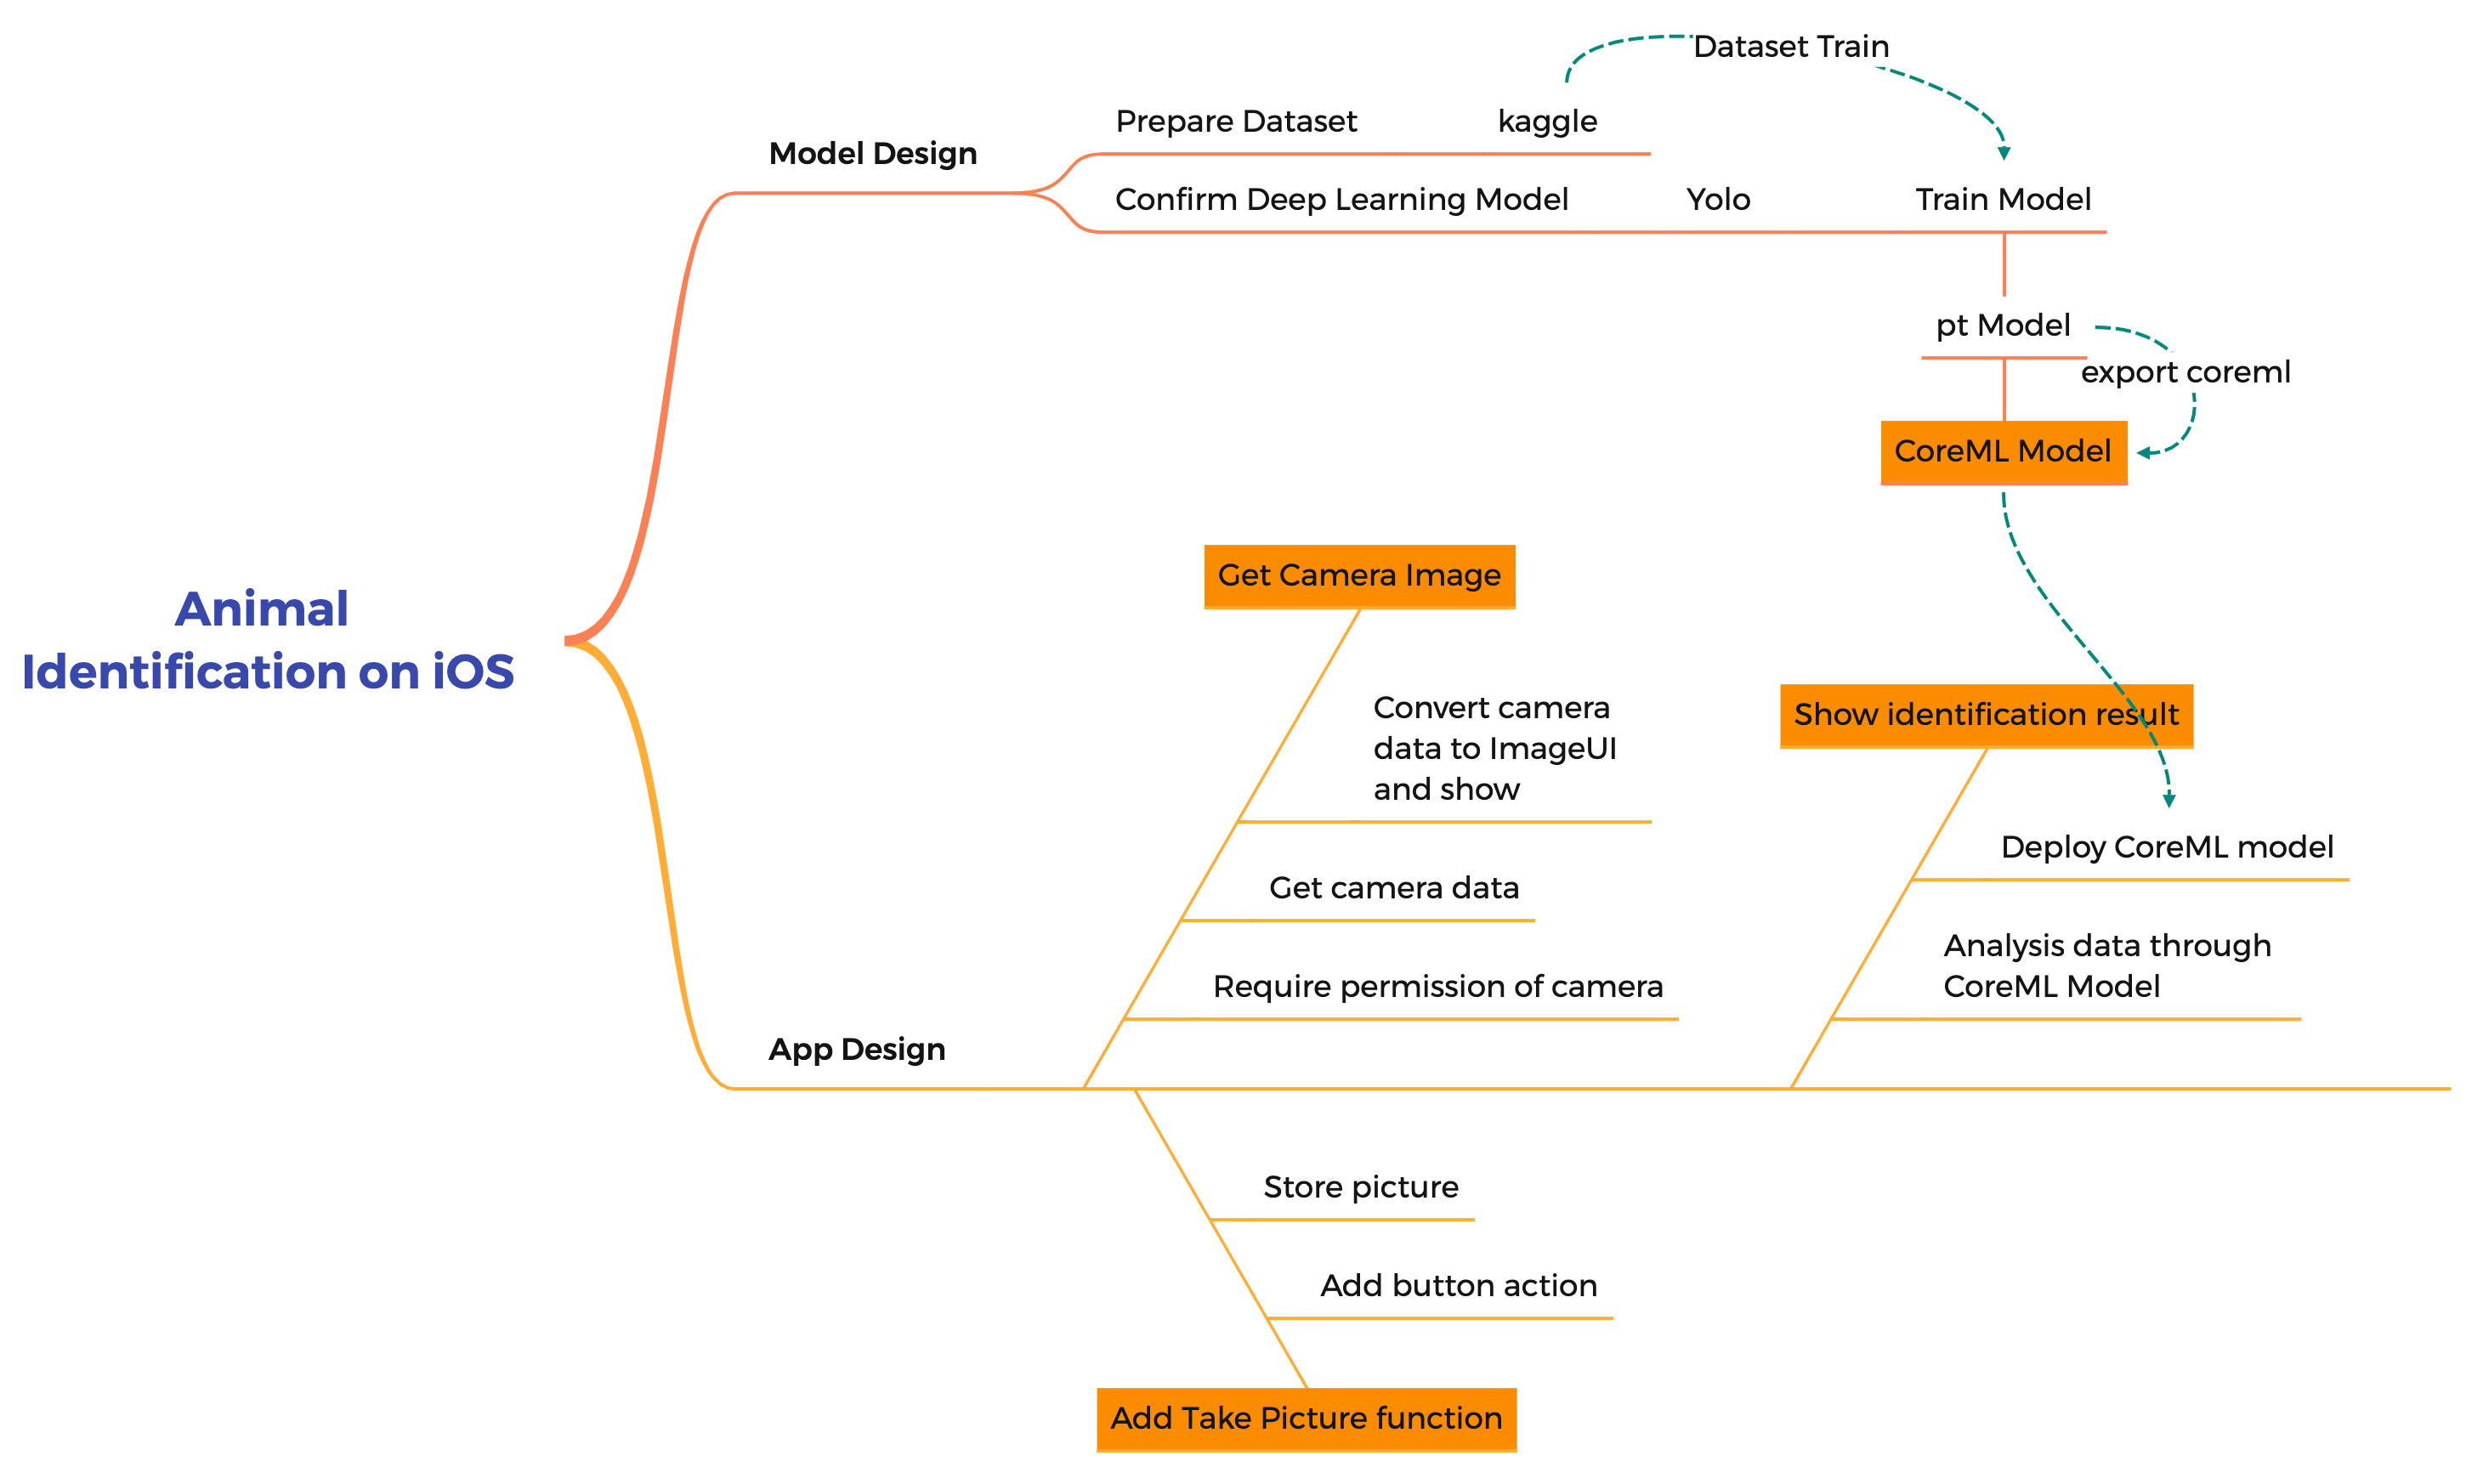 Dataset Train
Prepare Dataset
kaggle
Model Design
Confirm Deep Learning Model
Yolo
Train Model
pt Model
export coreml
CoreML Model
Get Camera Image
Animal
Identification on iOS
Convert camera
data to ImageUI
and show
Show identification result
Get camera data
Deploy CoreML model
Require permission of camera
Analysis data through
CoreML Model
App Design
Store picture
Add button action
Add Take Picture function